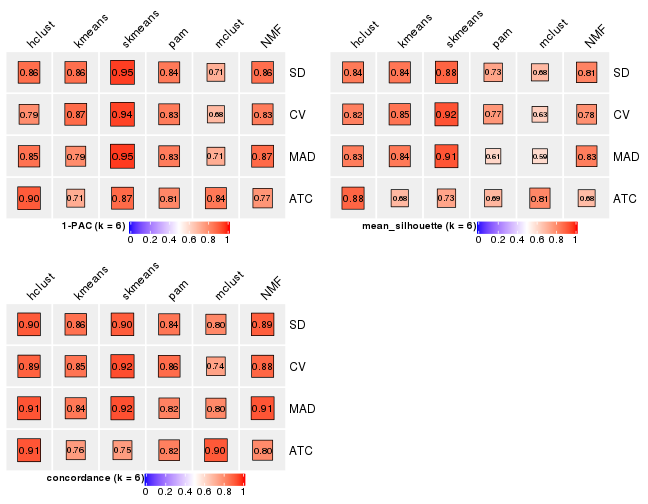 hclust kmeans skmeans pam mclust NMF
0.86 0.86 0.95 0.84 0.71 0.86 SD
0.79 0.87 0.94 0.83 0.68 0.83 CV
0.85 0.79 0.95 0.83 0.71 0.87 MAD
0.90 0.71 0.87 0.81 0.84 0.77 ATC
1-PAC (k = 6)
0 0.2 0.4 0.6 0.8 1
hclust kmeans skmeans pam mclust NMF
0.84 0.84 0.88 0.73 0.68 0.81 SD
0.82 0.85 0.92 0.77 0.63 0.78 CV
0.83 0.84 0.91 0.61 0.59 0.83 MAD
0.88 0.68 0.73 0.69 0.81 0.68 ATC
mean_silhouette (k = 6)
0 0.2 0.4 0.6 0.8 1
hclust kmeans skmeans pam mclust NMF
0.90 0.86 0.90 0.84 0.80 0.89 SD
0.89 0.85 0.92 0.86 0.74 0.88 CV
0.91 0.84 0.92 0.82 0.80 0.91 MAD
0.91 0.76 0.75 0.82 0.90 0.80 ATC
concordance (k = 6)
0 0.2 0.4 0.6 0.8 1